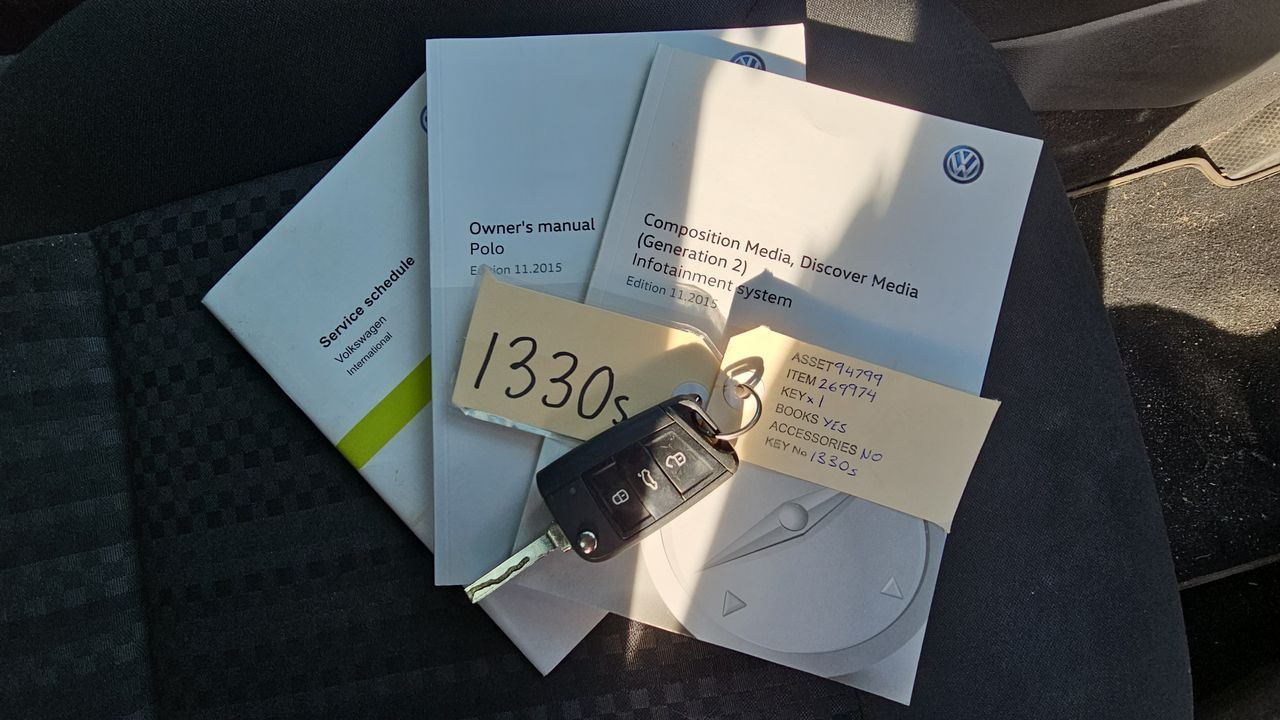 Service schedule
Volkswagen
International
Owner's manual
Polo
Edition 11.2015
Composition Media, Discover Media
(Generation 2)
Infotainment system
Edition 11.2015
1330s
ASSET 94799
ITEM 269974
KEY x 1
BOOKS YES
ACCESSORIES NO
KEY No 1330s